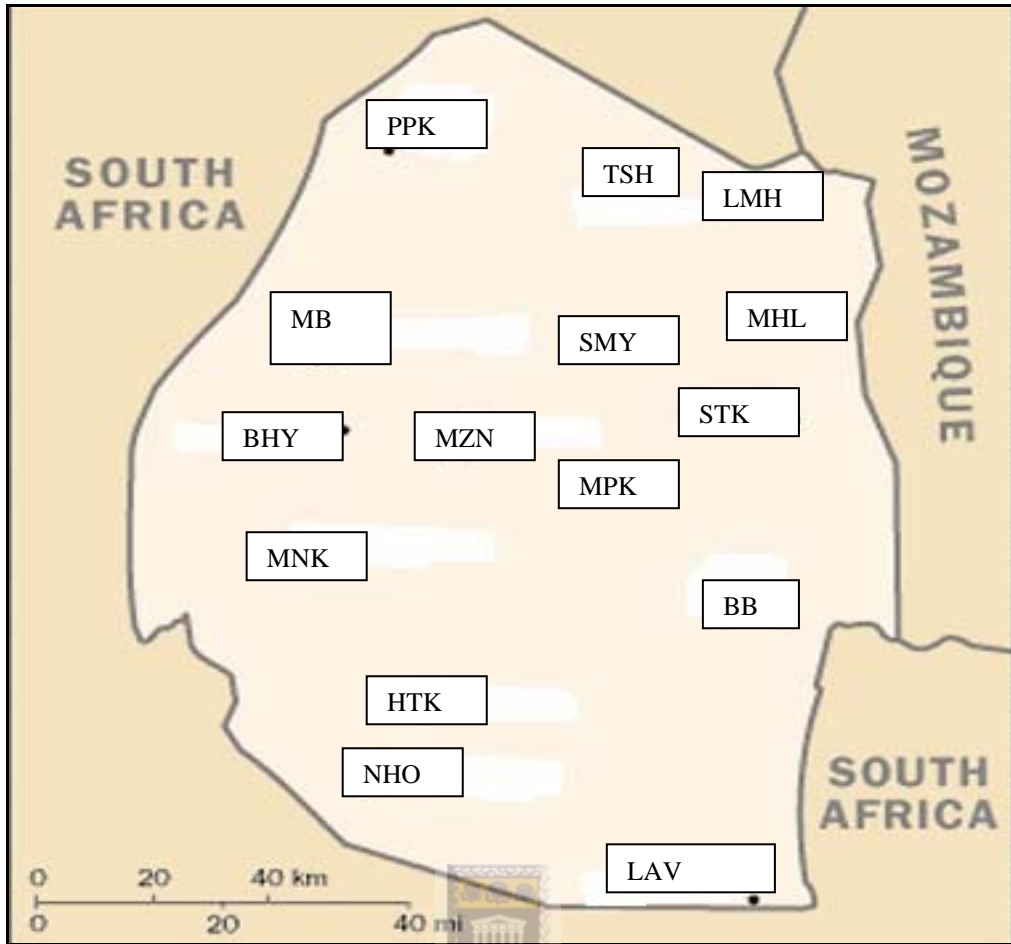 PPK
TSH
LMH
SOUTH
AFRICA
MOZAMBIQUE
MB
SMY
MHL
STK
BHY
MZN
MPK
MNK
BB
HTK
NHO
SOUTH
AFRICA
LAV
0 20 40 km
0 20 40 mi